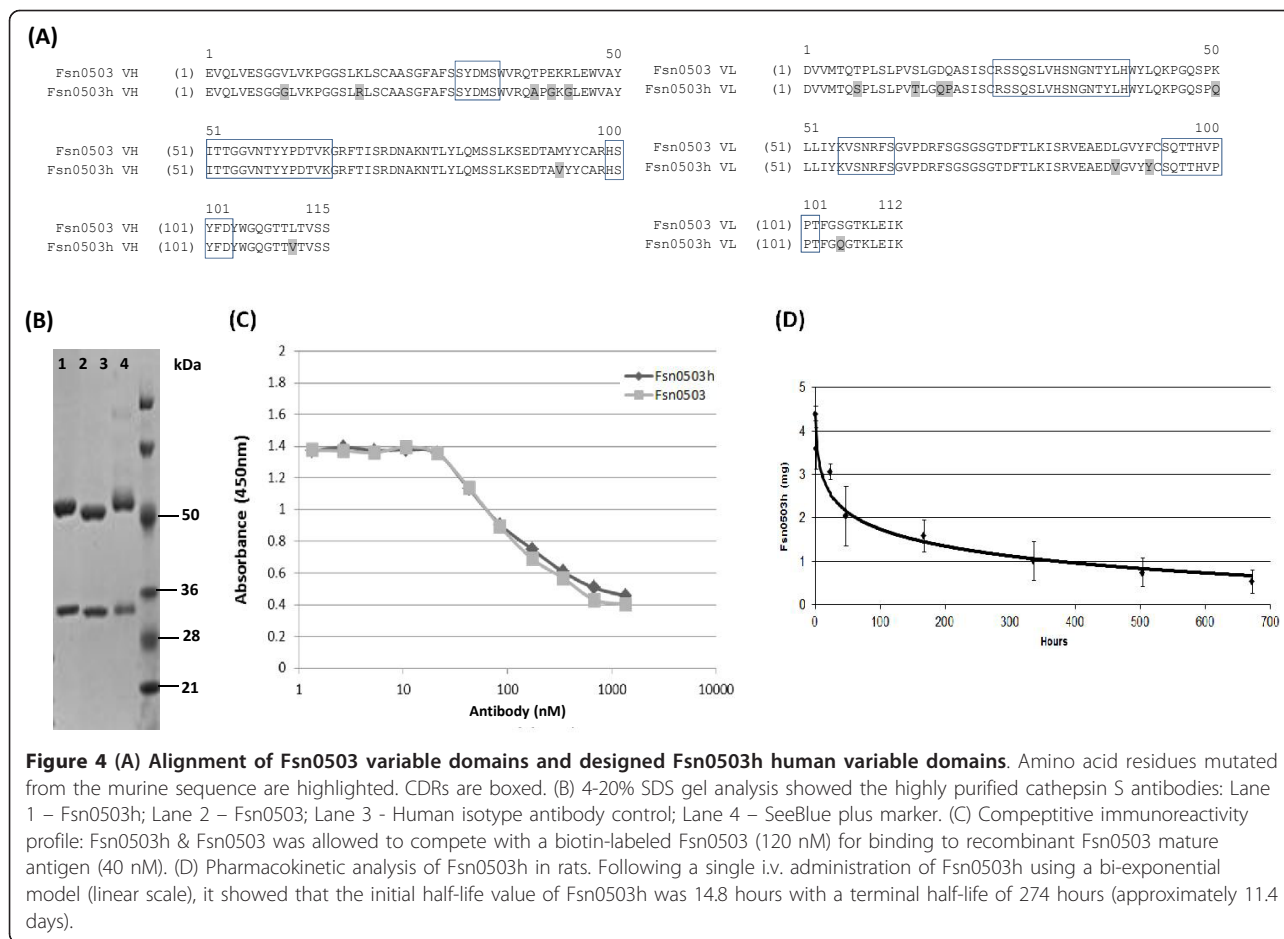 (A)
1 50
Fsn0503 VH (1) EVQLVESGGVLVKPGGSLKLSCAASGFAFSSYDMSWVRQTPEKRLEWVAY
Fsn0503h VH (1) EVQLVESGGGLVKPGGSLRLSCAASGFAFSSYDMSWVRQAPGKGLEWVAY
51 100
Fsn0503 VH (51) ITTGGVNTYYPDTVKGRFTISRDNAKNTLYLQMSSLKSEDTAMYYCARHS
Fsn0503h VH (51) ITTGGVNTYYPDTVKGRFTISRDNAKNTLYLQMSSLKSEDTAVYYCARHS
101 115
Fsn0503 VH (101) YFDYWGQGTTLTVSS
Fsn0503h VH (101) YFDYWGQGTTVTVSS
1 50
Fsn0503 VL (1) DVVMTQTPLSLPVSLGDQASISCRSSQSLVHSNGNTYLHWYLQKPGQSPK
Fsn0503h VL (1) DVVMTQSPLSLPVTLGQPASISCRSSQSLVHSNGNTYLHWYLQKPGQSPQ
51 100
Fsn0503 VL (51) LLIYKVSNRFSGVPDRFSGSGSGTDFTLKISRVEAEDLGVYFCSQTTHVP
Fsn0503h VL (51) LLIYKVSNRFSGVPDRFSGSGSGTDFTLKISRVEAEDVGVYYCSQTTHVP
101 112
Fsn0503 VL (101) PTFGSGTKLEIK
Fsn0503h VL (101) PTFGQGTKLEIK
(B)
1 2 3 4 kDa
50
36
28
21
(C)
2
1.8
1.6
1.4
1.2
1
0.8
0.6
0.4
0.2
0
Absorbance (450nm)
Fsn0503h
Fsn0503
1 10 100 1000 10000
Antibody (nM)
(D)
5
4
3
2
1
0
Fsn0503h (mg)
0 100 200 300 400 500 600 700
Hours
Figure 4 (A) Alignment of Fsn0503 variable domains and designed Fsn0503h human variable domains. Amino acid residues mutated
from the murine sequence are highlighted. CDRs are boxed. (B) 4-20% SDS gel analysis showed the highly purified cathepsin S antibodies: Lane
1 – Fsn0503h; Lane 2 – Fsn0503; Lane 3 - Human isotype antibody control; Lane 4 – SeeBlue plus marker. (C) Compeptitive immunoreactivity
profile: Fsn0503h & Fsn0503 was allowed to compete with a biotin-labeled Fsn0503 (120 nM) for binding to recombinant Fsn0503 mature
antigen (40 nM). (D) Pharmacokinetic analysis of Fsn0503h in rats. Following a single i.v. administration of Fsn0503h using a bi-exponential
model (linear scale), it showed that the initial half-life value of Fsn0503h was 14.8 hours with a terminal half-life of 274 hours (approximately 11.4
days).